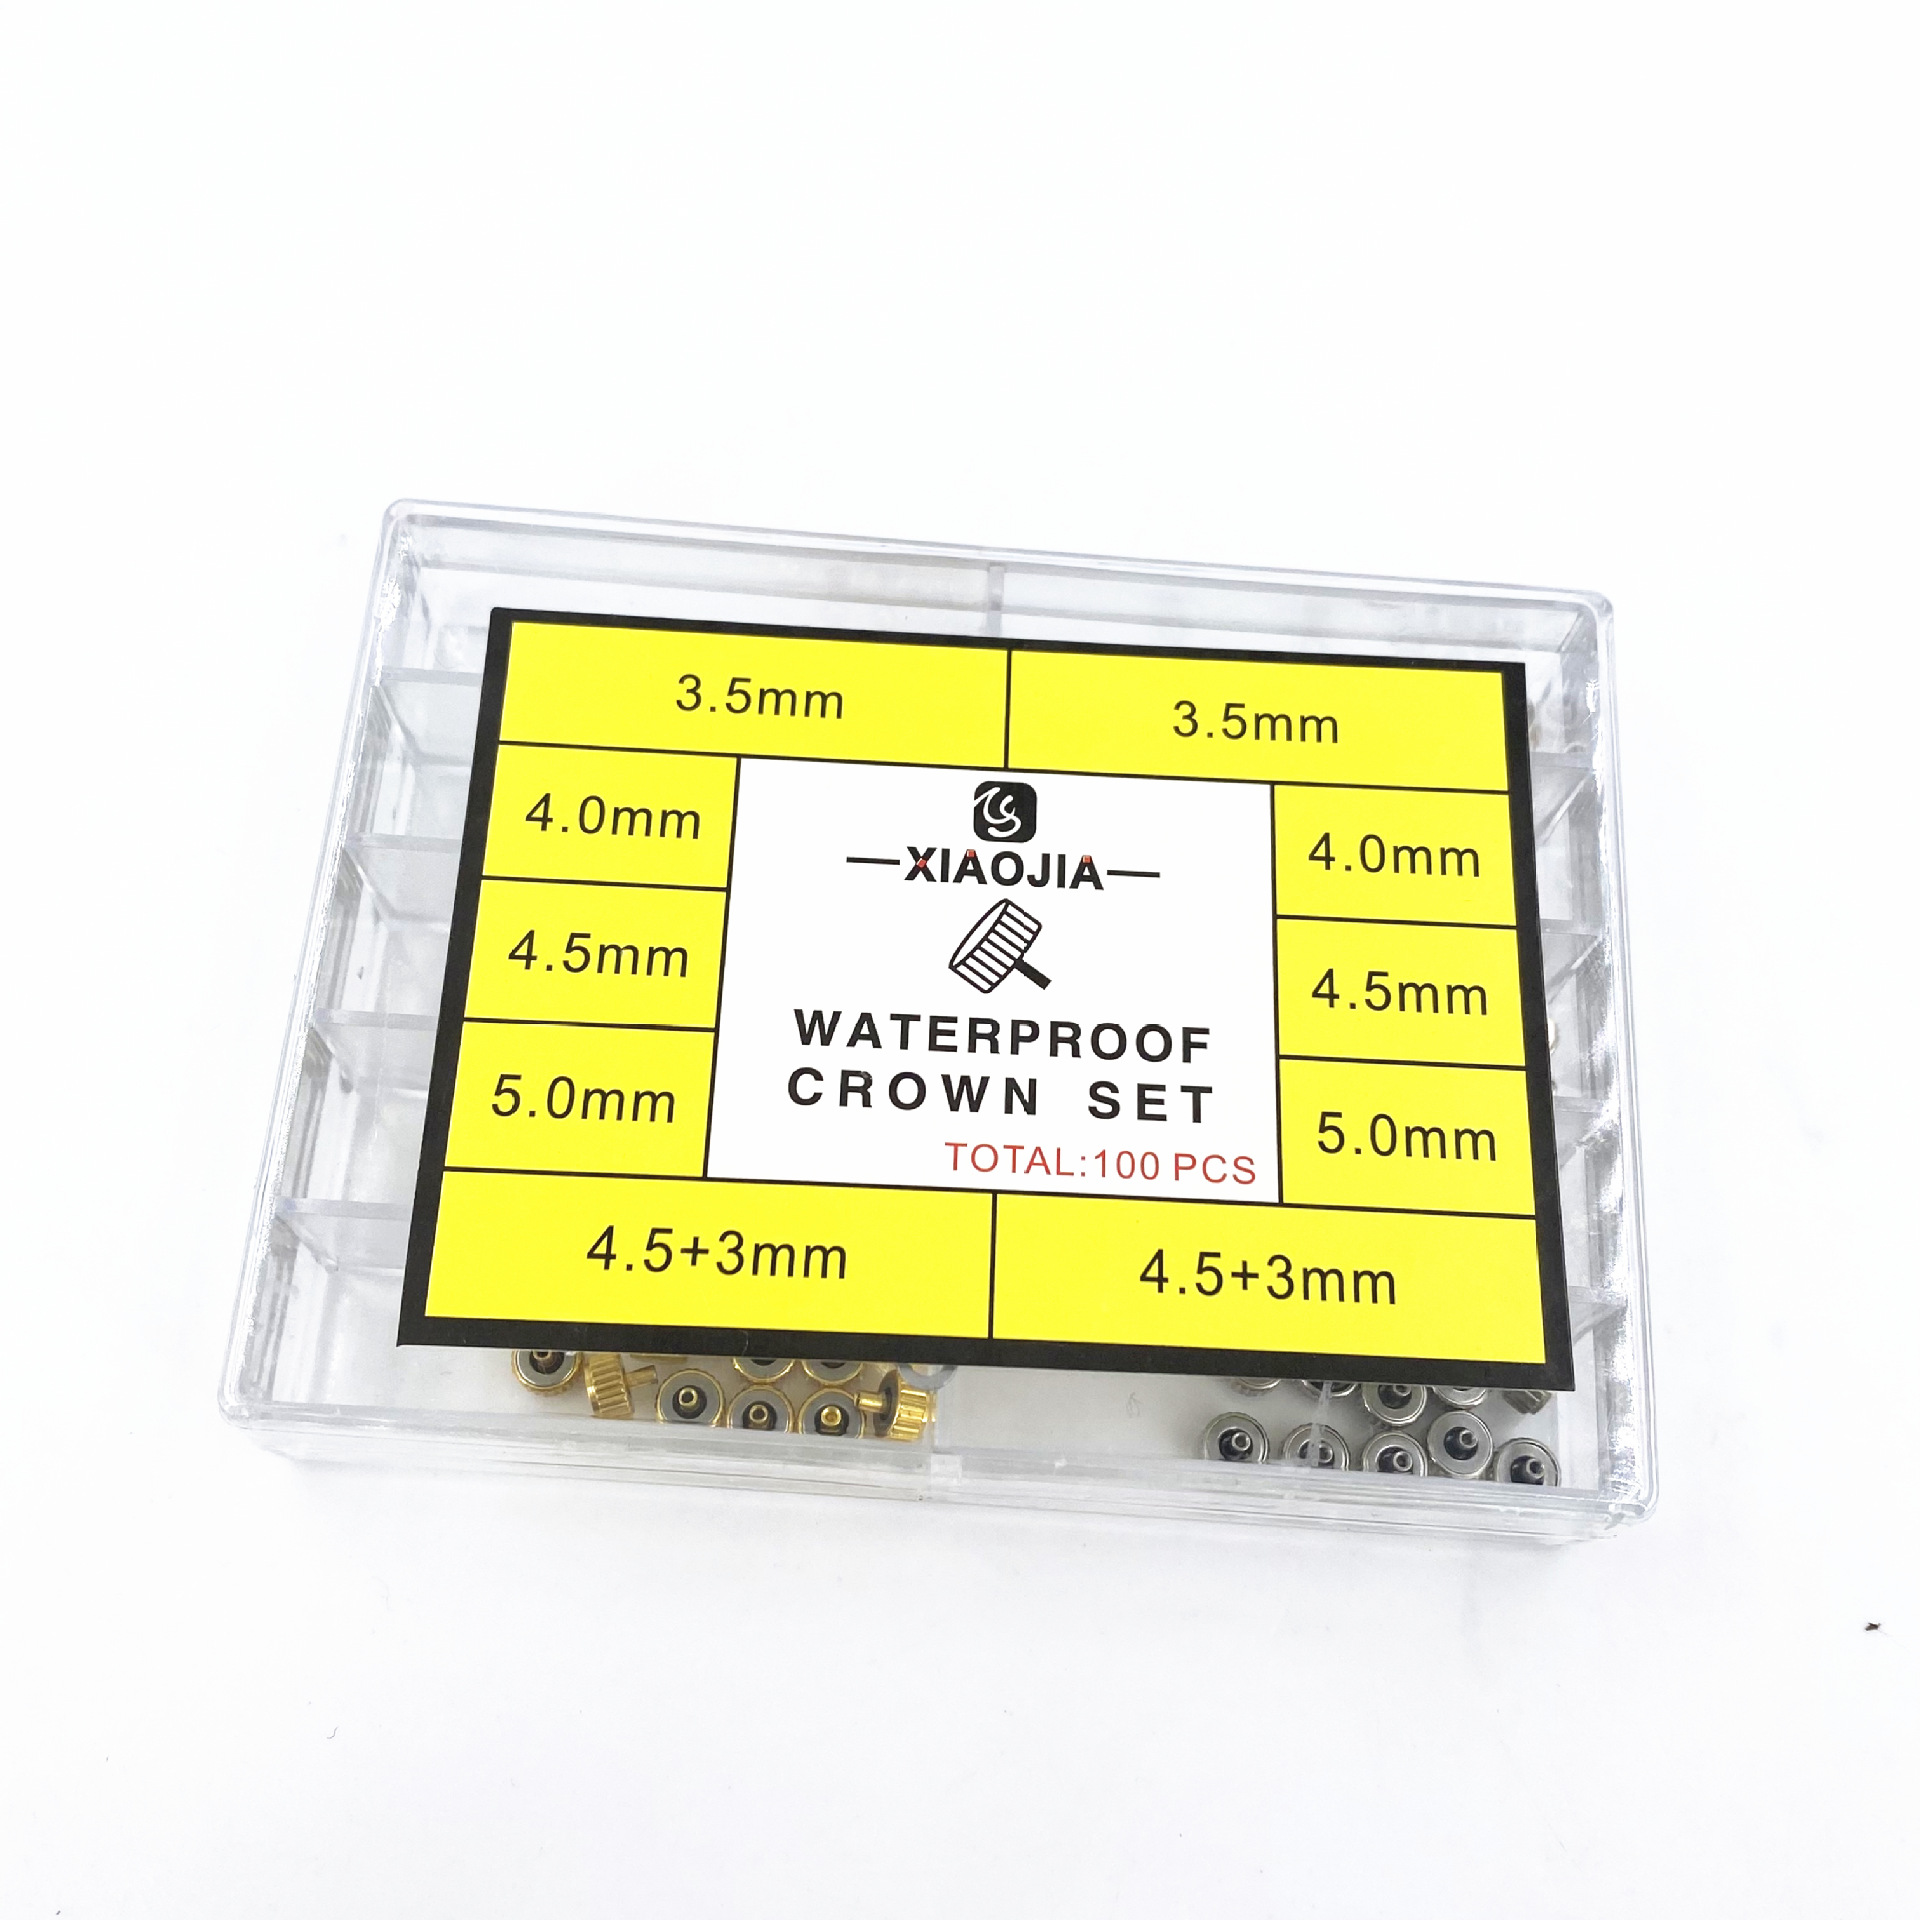 3.5mm 3.5mm
4.0mm 4.0mm
4.5mm 4.5mm
5.0mm 5.0mm
XIAOJIA
WATERPROOF
CROWN SET
TOTAL:100 PCS
4.5+3mm 4.5+3mm